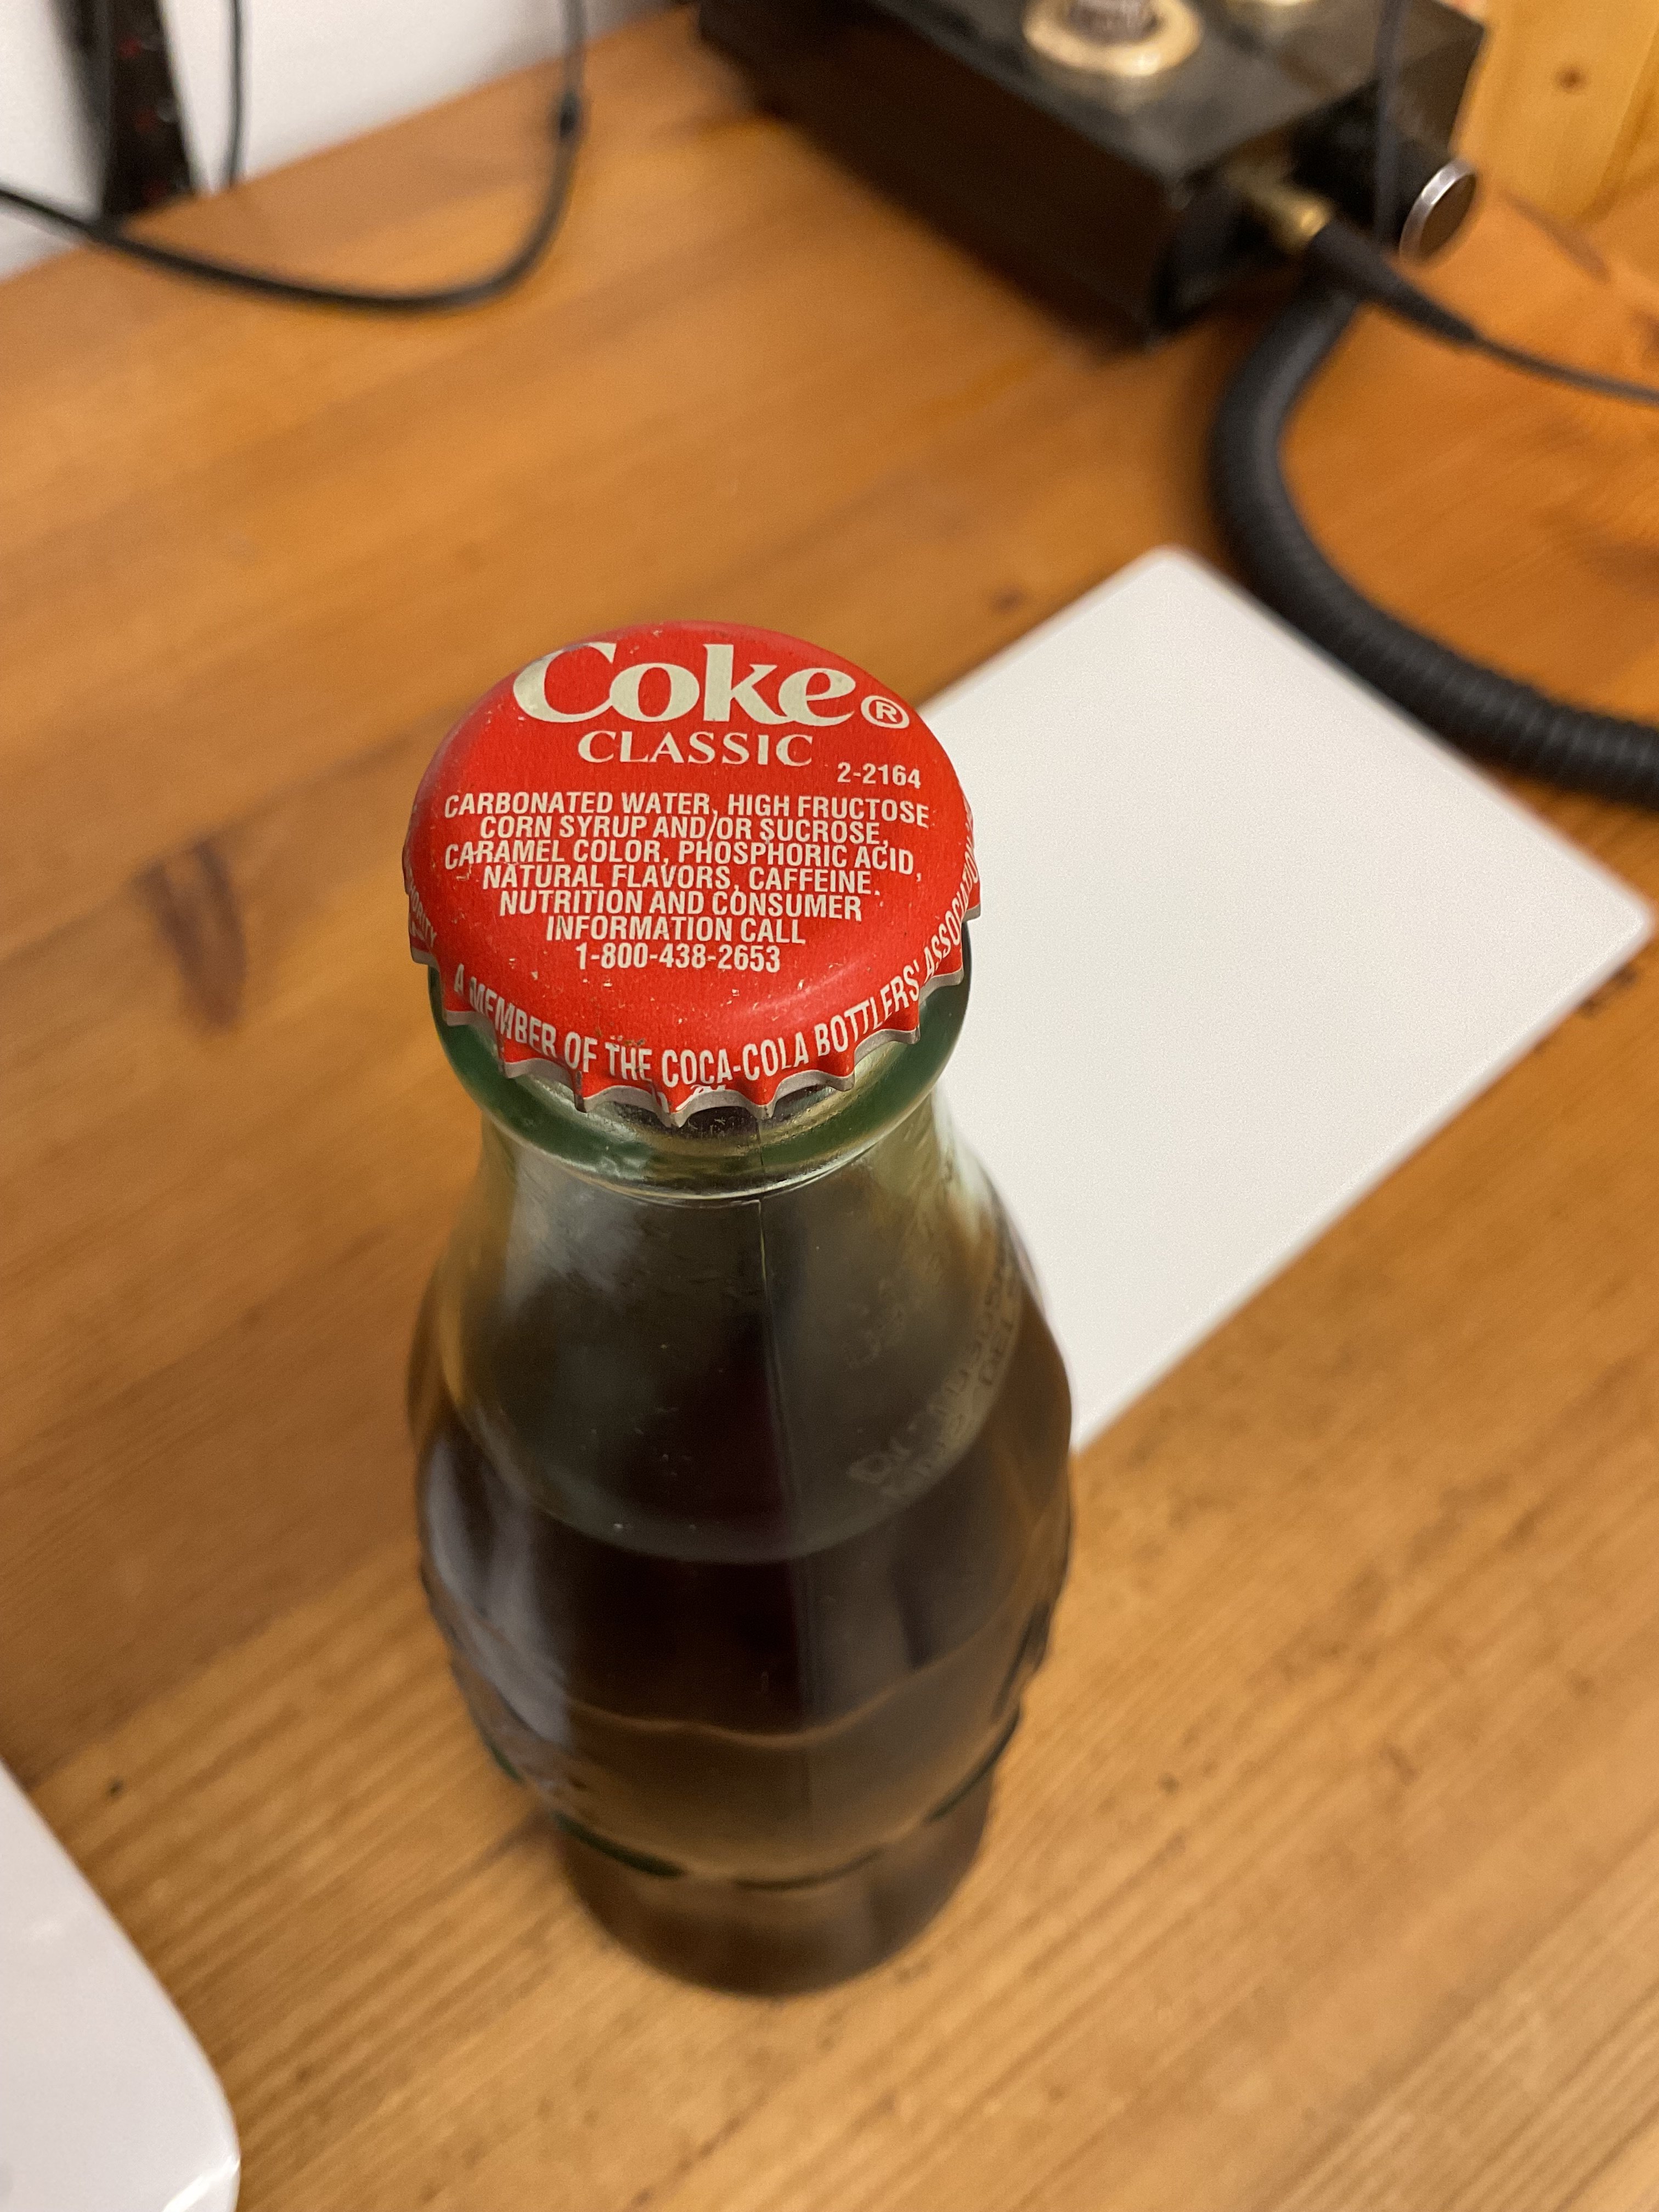 Coke®
CLASSIC
2-2164
CARBONATED WATER, HIGH FRUCTOSE
CORN SYRUP AND/OR SUCROSE,
CARAMEL COLOR, PHOSPHORIC ACID,
NATURAL FLAVORS, CAFFEINE.
NUTRITION AND CONSUMER
INFORMATION CALL
1-800-438-2653
A MEMBER OF THE COCA-COLA BOTTLERS' ASSOCIATION